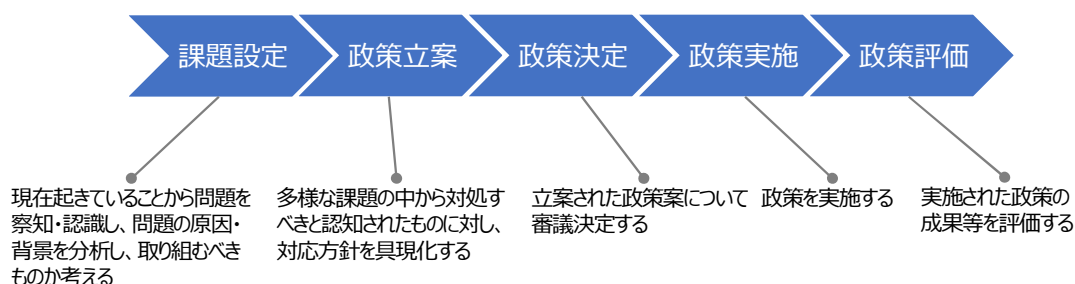 課題設定
政策立案
政策決定
政策実施
政策評価
現在起きていることから問題を
察知・認識し、問題の原因・
背景を分析し、取り組むべき
ものか考える
多様な課題の中から対処す
べきと認知されたものに対し、
対応方針を具現化する
立案された政策案について
審議決定する
政策を実施する
実施された政策の
成果等を評価する